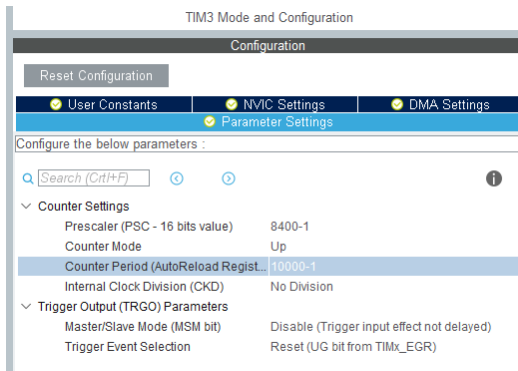 TIM3 Mode and Configuration
Configuration
Reset Configuration
User Constants NVIC Settings DMA Settings
Parameter Settings
Configure the below parameters :
Search (Crtl+F)
Counter Settings
Prescaler (PSC - 16 bits value) 8400-1
Counter Mode Up
Counter Period (AutoReload Regist... 10000-1
Internal Clock Division (CKD) No Division
Trigger Output (TRGO) Parameters
Master/Slave Mode (MSM bit) Disable (Trigger input effect not delayed)
Trigger Event Selection Reset (UG bit from TIMx_EGR)